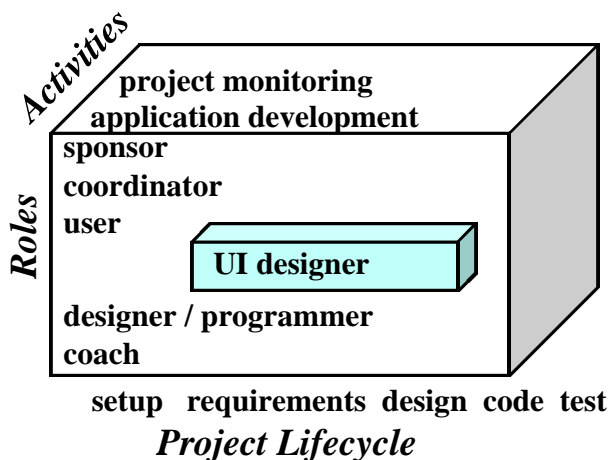 Activities
project monitoring
application development
Roles
sponsor
coordinator
user
UI designer
designer / programmer
coach
setup requirements design code test
Project Lifecycle